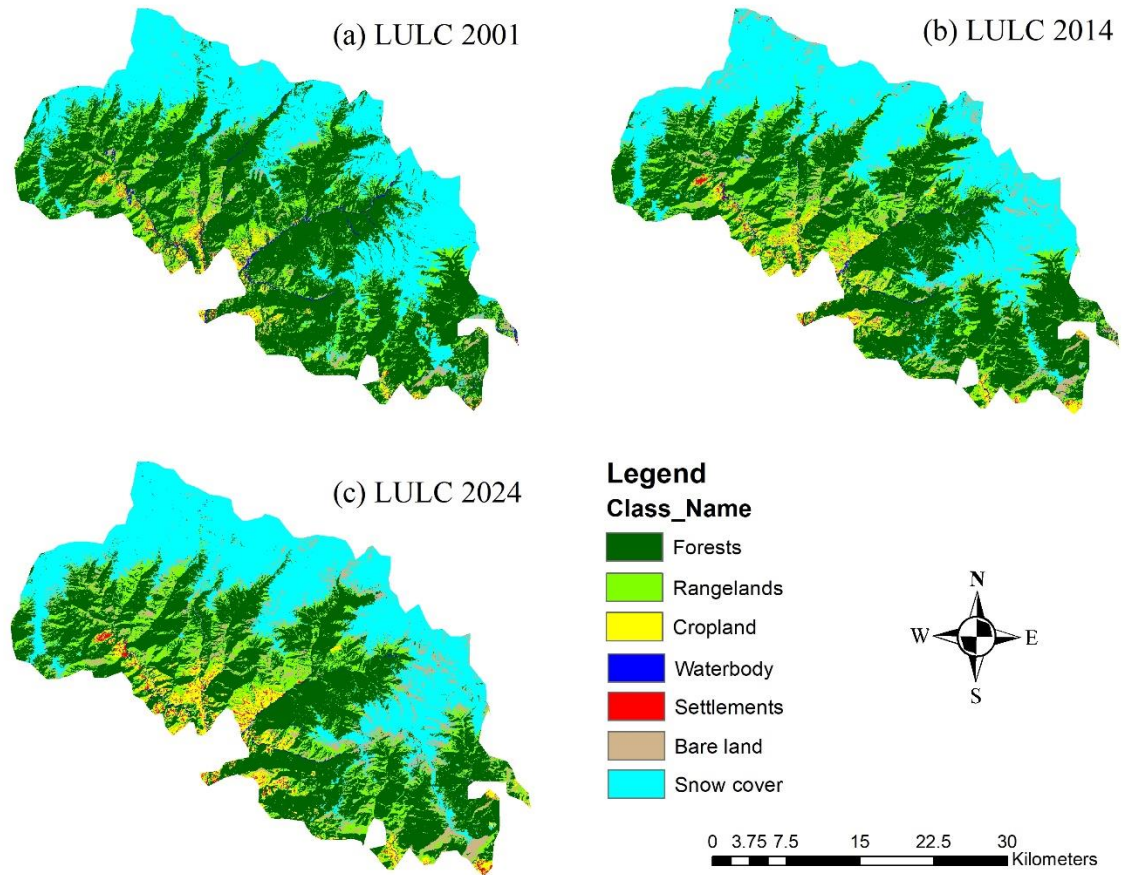 (a) LULC 2001
(b) LULC 2014
(c) LULC 2024
Legend
Class_Name
Forests
Rangelands
Cropland
Waterbody
Settlements
Bare land
Snow cover
N
W E
S
0 3.75 7.5 15 22.5 30
Kilometers